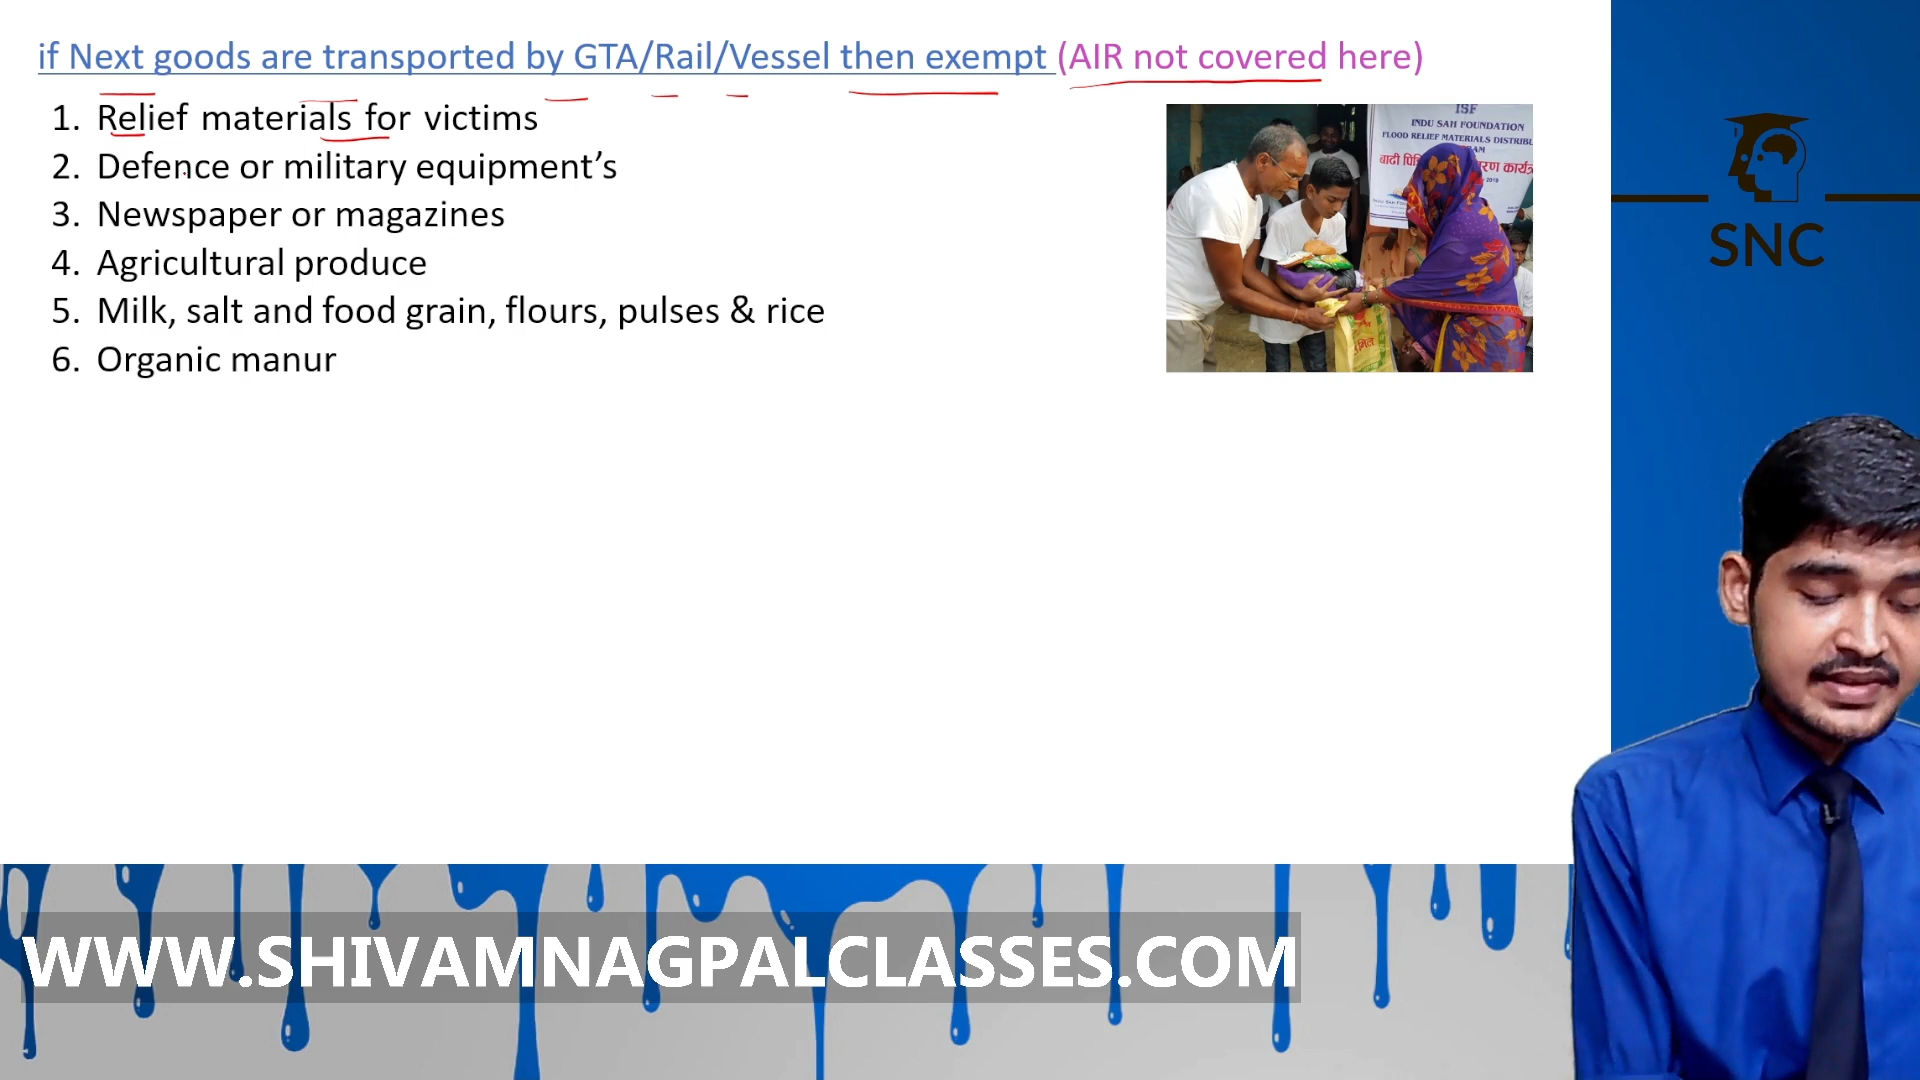 if Next goods are transported by GTA/Rail/Vessel then exempt (AIR not covered here)
1. Relief materials for victims
2. Defence or military equipment’s
3. Newspaper or magazines
4. Agricultural produce
5. Milk, salt and food grain, flours, pulses & rice
6. Organic manur
ISF
INDU SAH FOUNDATION
FLOOD RELIEF MATERIALS
SNC
WWW.SHIVAMNAGPALCLASSES.COM